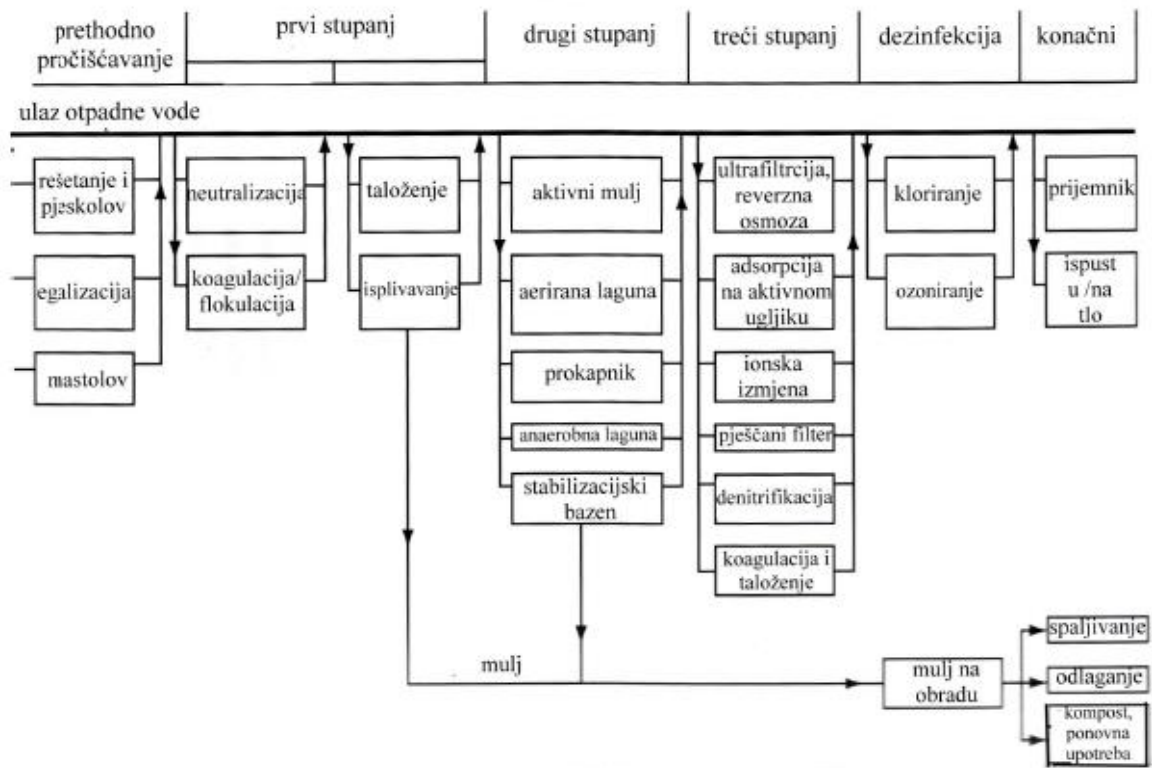 prethodno
pročišćavanje
prvi stupanj
drugi stupanj
treći stupanj
dezinfekcija
konačni
ulaz otpadne vode
rešetanje i
pjeskolov
egalizacija
mastolov
neutralizacija
koagulacija/
flokulacija
taloženje
isplivavanje
aktivni mulj
aerirana laguna
prokapnik
anaerobna laguna
stabilizacijski
bazen
ultrafiltrcija,
reverzna
osmoza
adsorpcija
na aktivnom
ugljiku
ionska
izmjena
pješčani filter
denitrifikacija
koagulacija i
taloženje
kloriranje
ozoniranje
prijemnik
ispust
u /na
tlo
mulj
mulj na
obradu
spaljivanje
odlaganje
kompost,
ponovna
upotreba